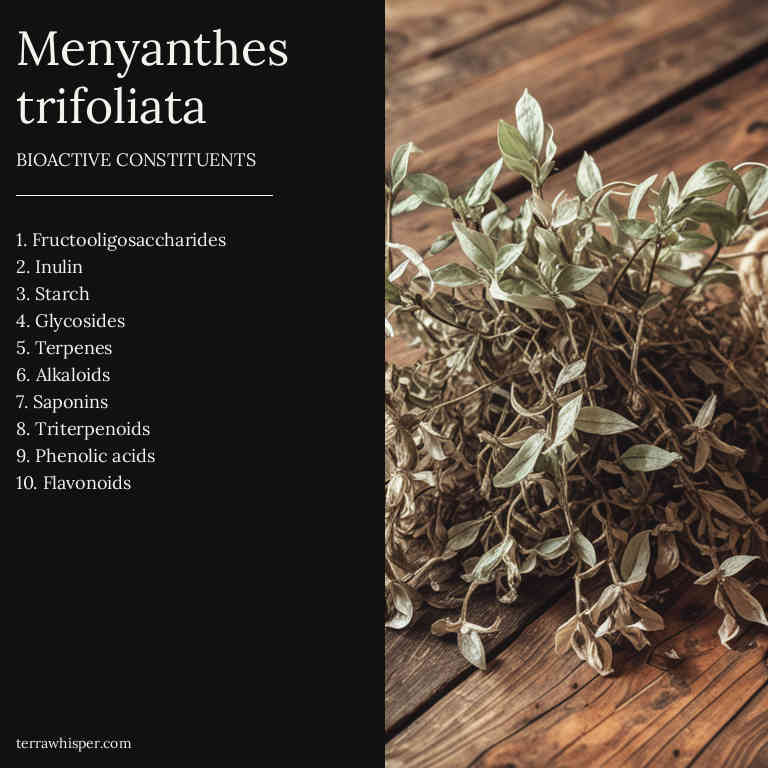 Menyanthes
trifoliata
BIOACTIVE CONSTITUENTS
1. Fructooligosaccharides
2. Inulin
3. Starch
4. Glycosides
5. Terpenes
6. Alkaloids
7. Saponins
8. Triterpenoids
9. Phenolic acids
10. Flavonoids
terrawhisper.com